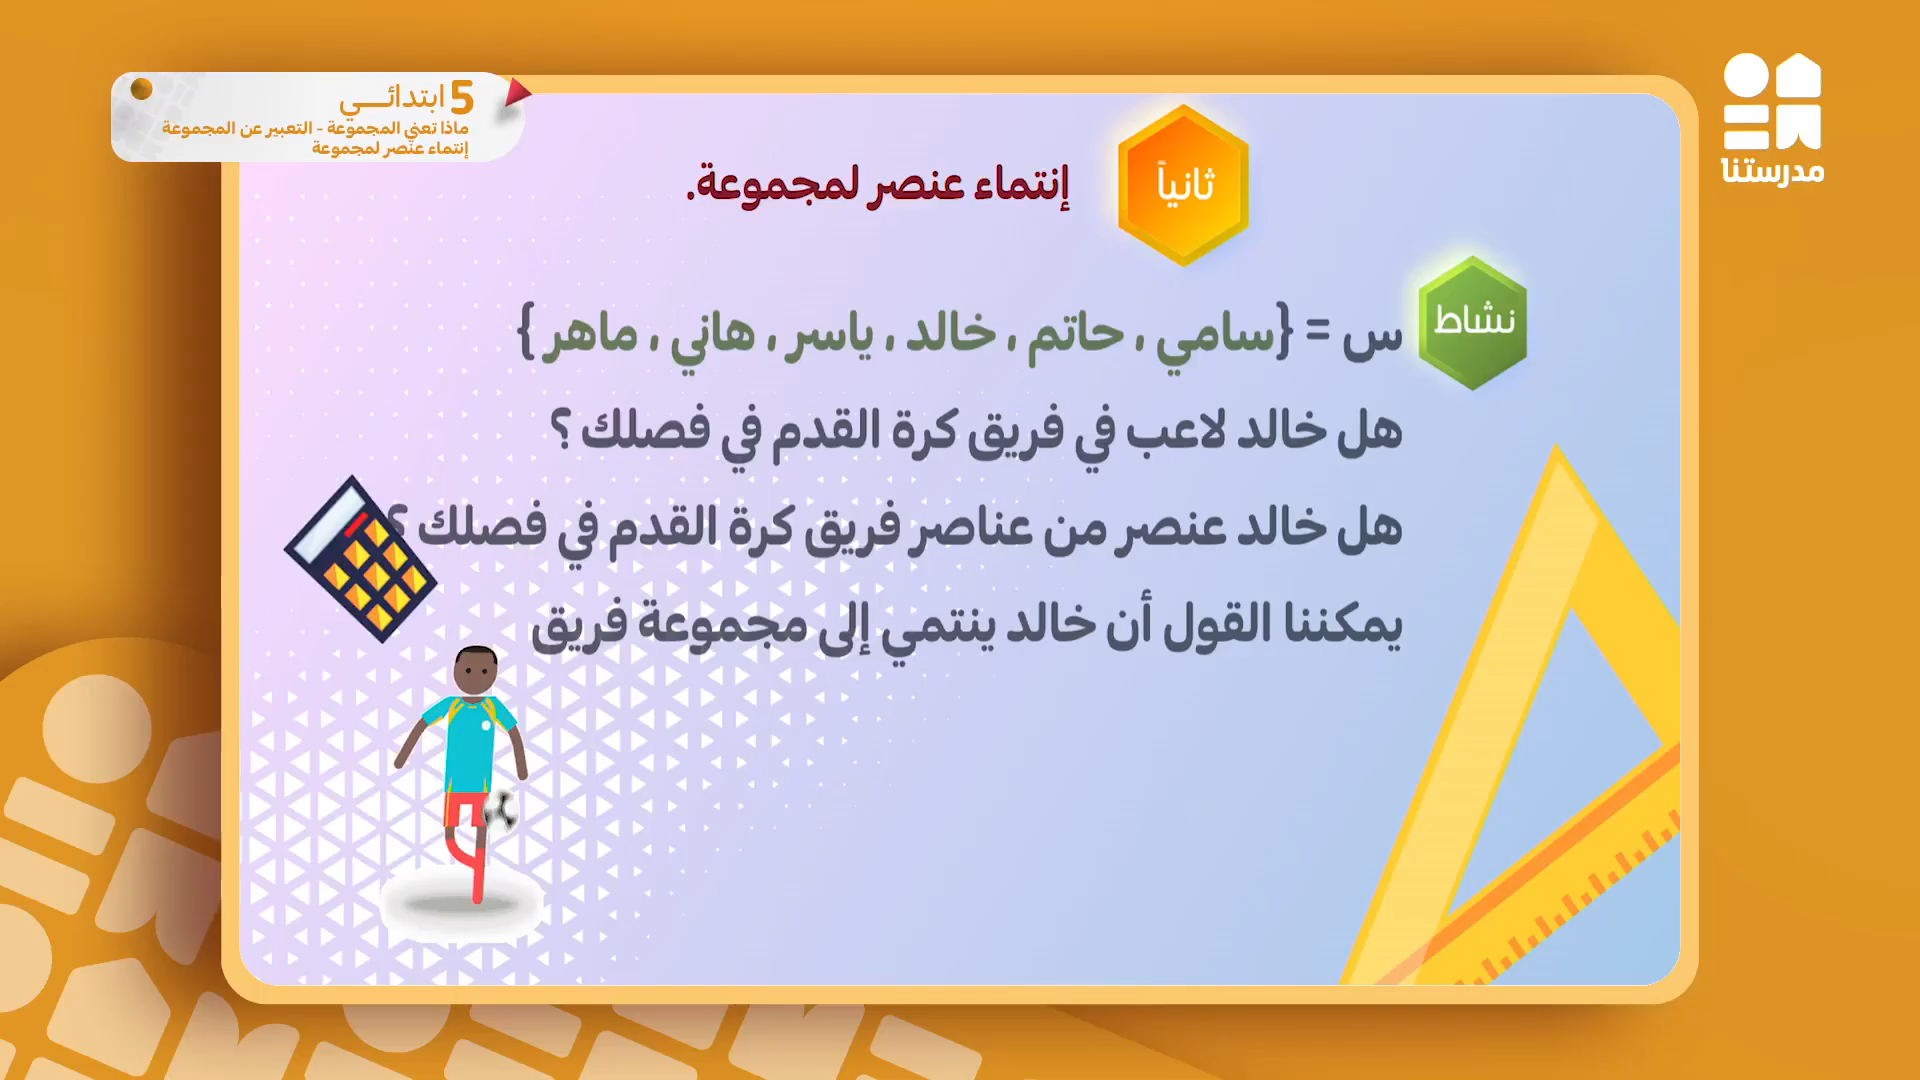 5 ابتدائـــي
ماذا تعني المجموعة - التعبير عن المجموعة
إنتماء عنصر لمجموعة
مدرستنا
ثانياً
إنتماء عنصر لمجموعة.
نشاط
س = {سامي ، حاتم ، خالد ، ياسر ، هاني ، ماهر }
هل خالد لاعب في فريق كرة القدم في فصلك ؟
هل خالد عنصر من عناصر فريق كرة القدم في فصلك ؟
يمكننا القول أن خالد ينتمي إلى مجموعة فريق